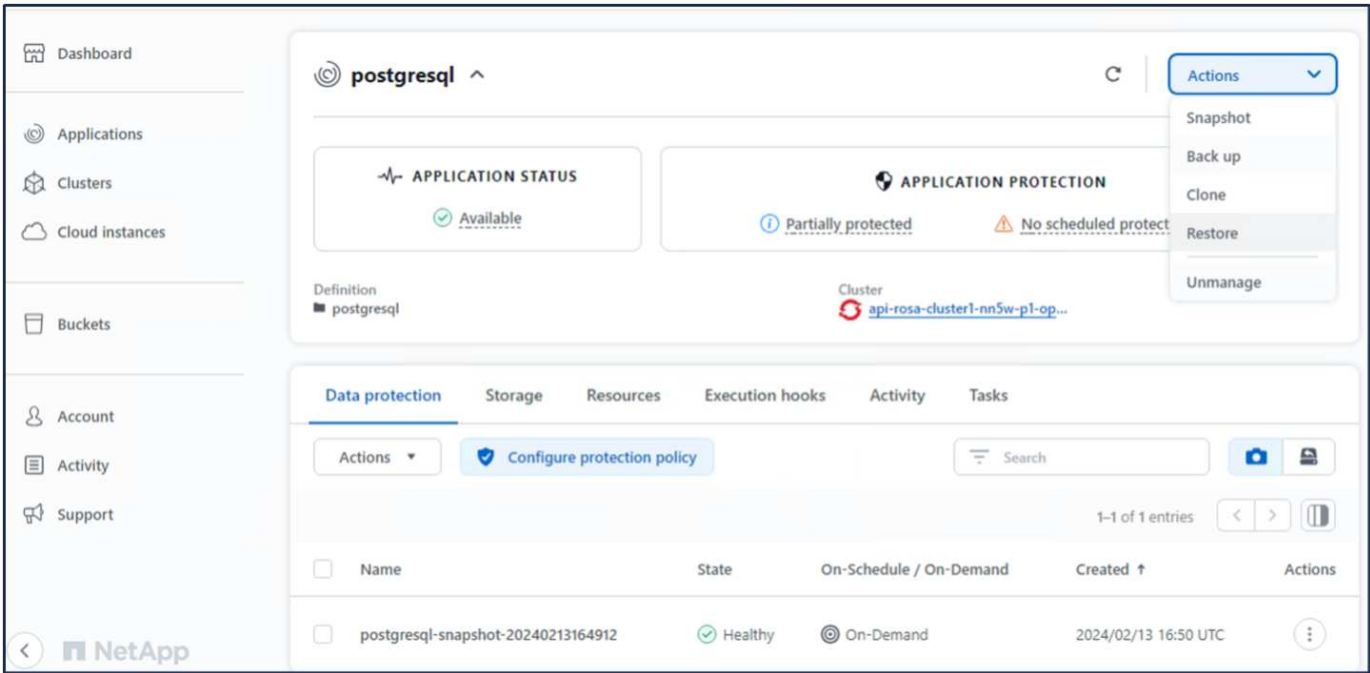 Dashboard
Applications
Clusters
Cloud instances
Buckets
Account
Activity
Support
NetApp
postgresql
Actions
Snapshot
Back up
Clone
Restore
Unmanage
APPLICATION STATUS
Available
APPLICATION PROTECTION
Partially protected
No scheduled protect
Definition
postgresql
Cluster
api-rosa-cluster1-nn5w-p1-op...
Data protection Storage Resources Execution hooks Activity Tasks
Actions Configure protection policy Search
1–1 of 1 entries
Name State On-Schedule / On-Demand Created ↑ Actions
postgresql-snapshot-20240213164912 Healthy On-Demand 2024/02/13 16:50 UTC